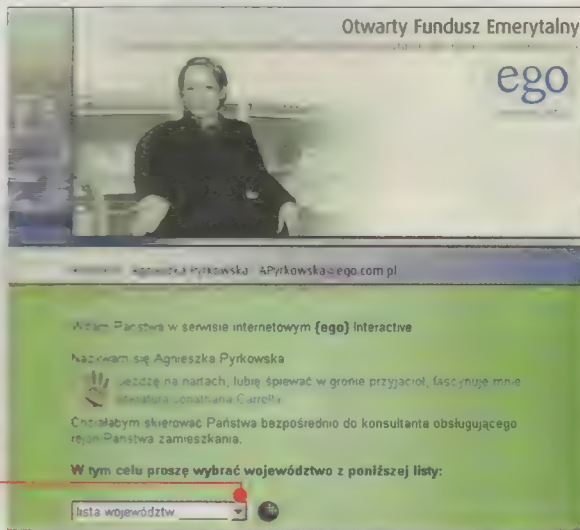 Otwarty Fundusz Emerytalny
ego
Agnieszka Pyrkowska APyrkowska@ego.com.pl
Witam Państwa w serwisie internetowym {ego} Interactive
Nazywam się Agnieszka Pyrkowska
Jeżdżę na nartach, lubię śpiewać w gronie przyjaciół, fascynuje mnie
literatura Jonathana Carrolla
Chciałabym skierować Państwa bezpośrednio do konsultanta obsługującego
rejon Państwa zamieszkania.
W tym celu proszę wybrać województwo z poniższej listy:
lista województw